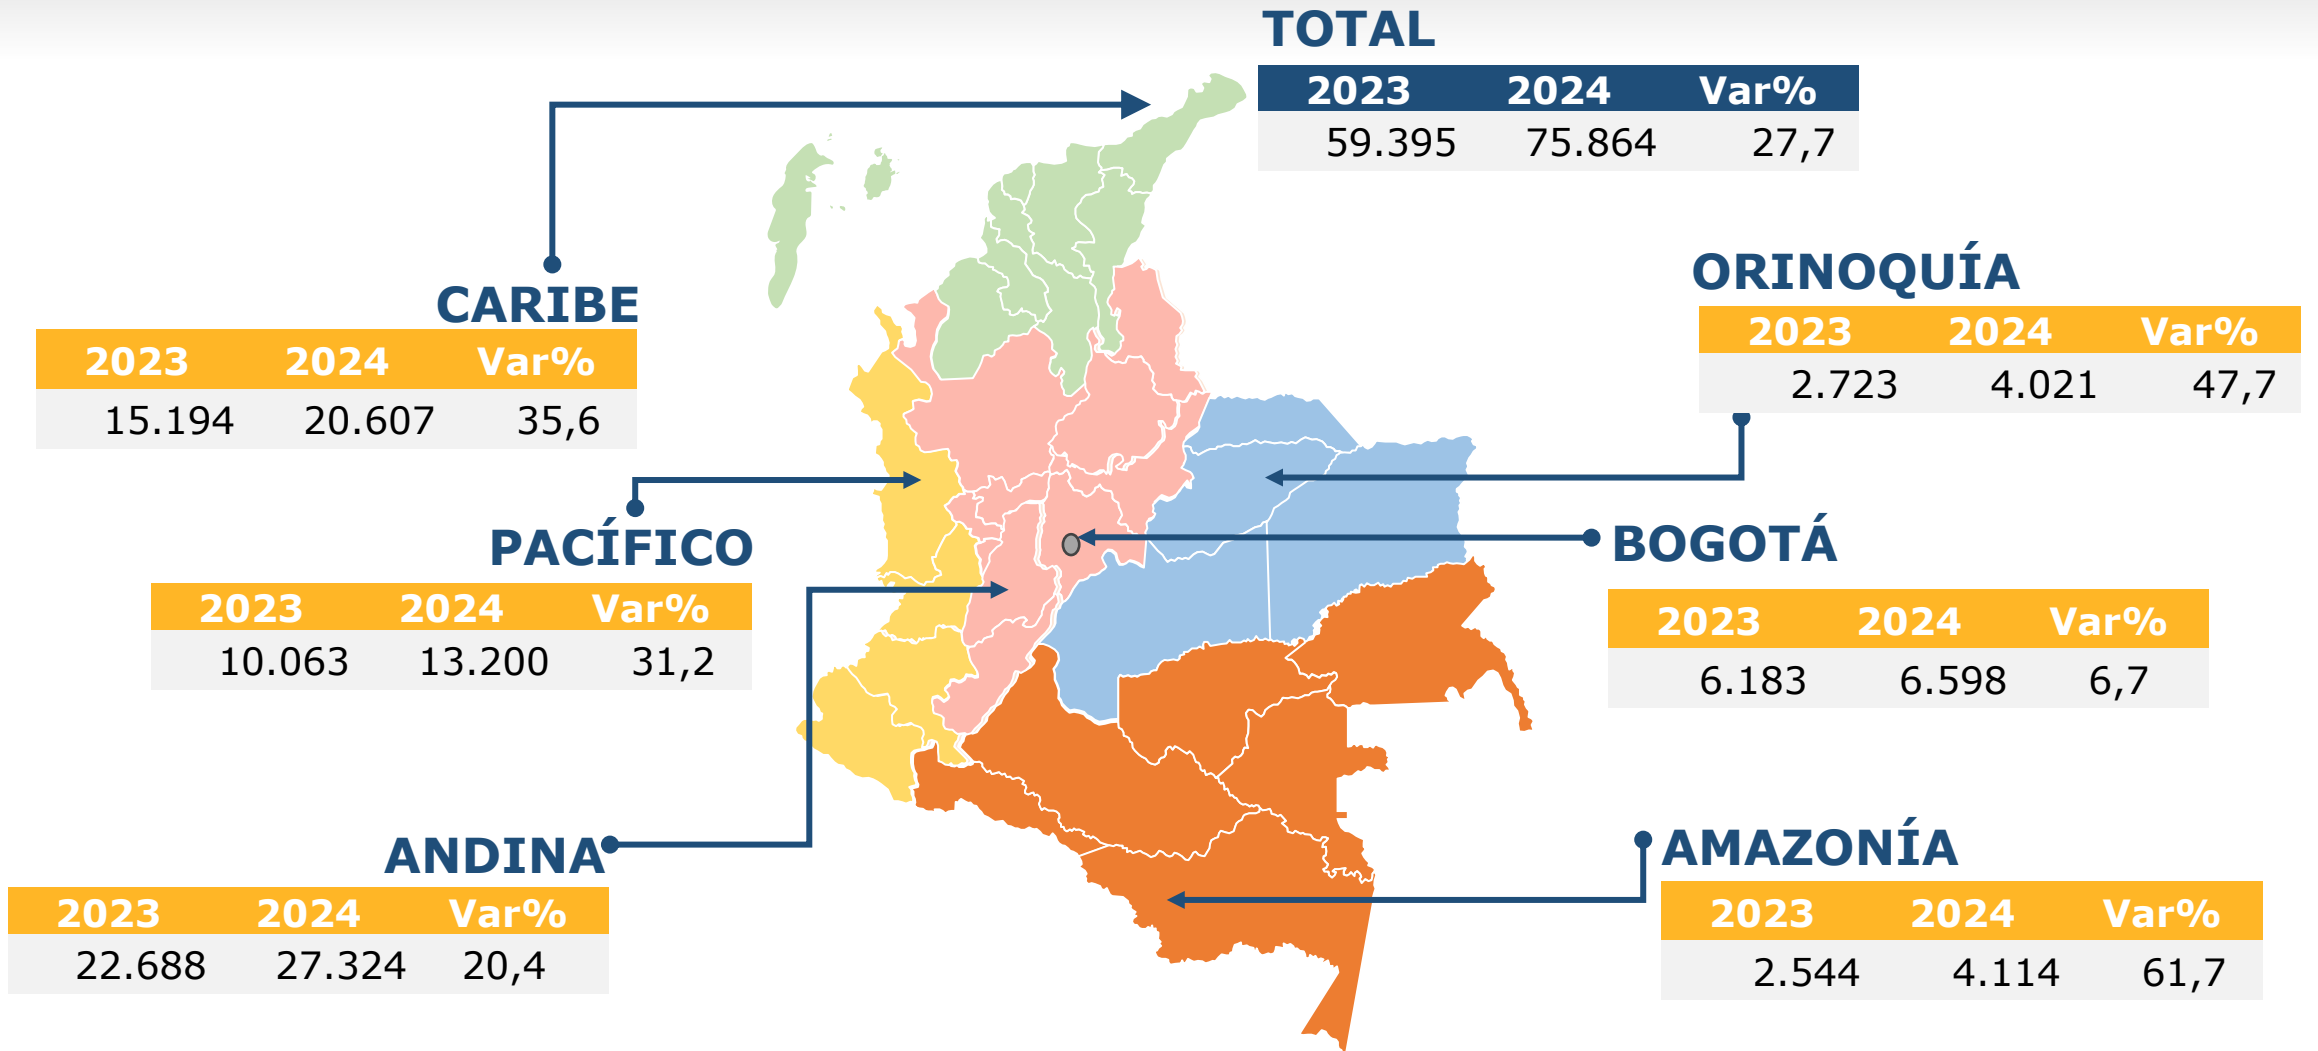 TOTAL
2023 2024 Var%
59.395 75.864 27,7
CARIBE
2023 2024 Var%
15.194 20.607 35,6
ORINOQUÍA
2023 2024 Var%
2.723 4.021 47,7
PACÍFICO
2023 2024 Var%
10.063 13.200 31,2
BOGOTÁ
2023 2024 Var%
6.183 6.598 6,7
ANDINA
2023 2024 Var%
22.688 27.324 20,4
AMAZONÍA
2023 2024 Var%
2.544 4.114 61,7